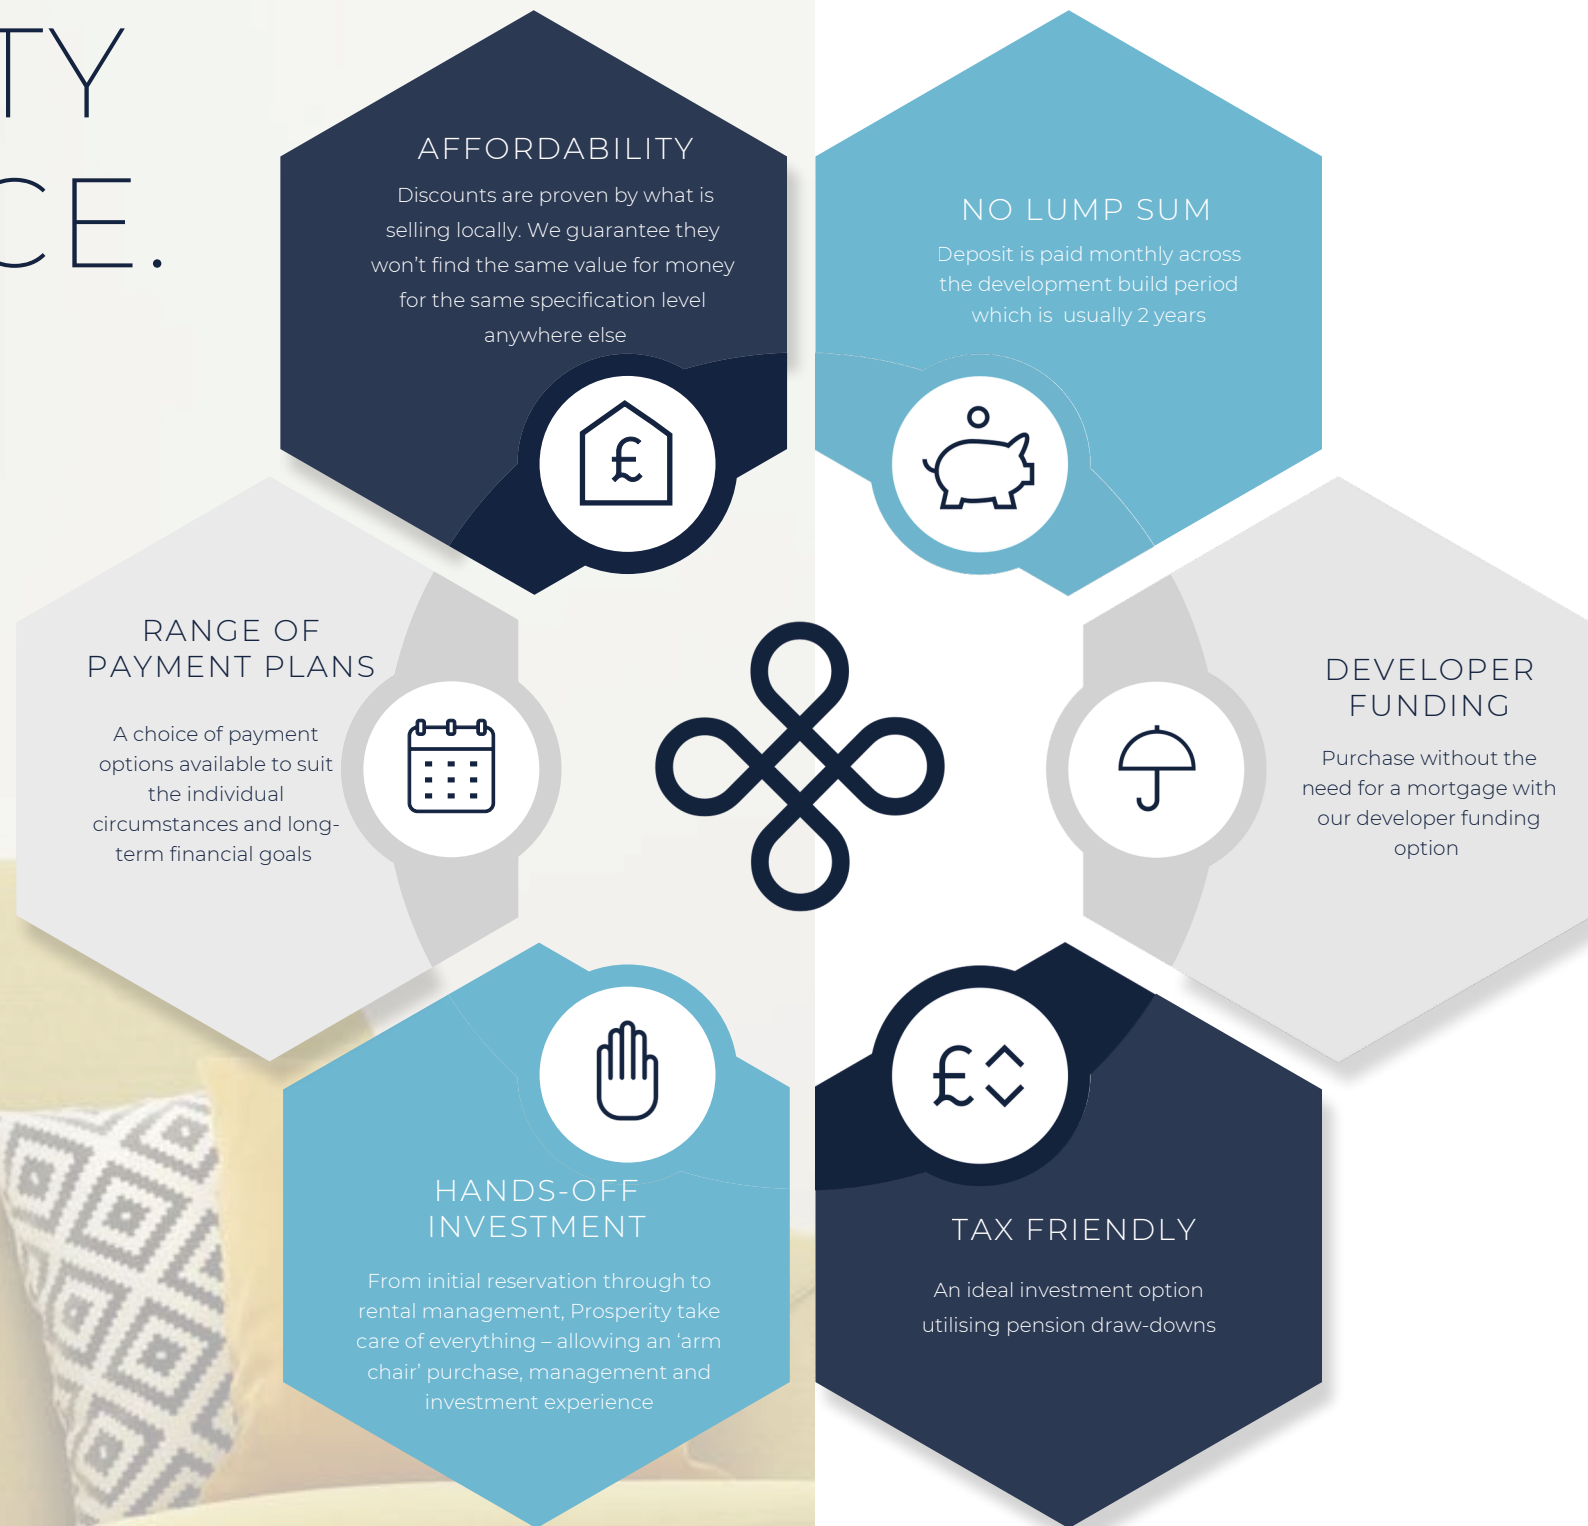 TY
CE.
AFFORDABILITY
Discounts are proven by what is
selling locally. We guarantee they
won’t find the same value for money
for the same specification level
anywhere else
£
NO LUMP SUM
Deposit is paid monthly across
the development build period
which is  usually 2 years
RANGE OF
PAYMENT PLANS
A choice of payment
options available to suit
the individual
circumstances and long-
term financial goals
DEVELOPER
FUNDING
Purchase without the
need for a mortgage with
our developer funding
option
HANDS-OFF
INVESTMENT
From initial reservation through to
rental management, Prosperity take
care of everything – allowing an ‘arm
chair’ purchase, management and
investment experience
£
TAX FRIENDLY
An ideal investment option
utilising pension draw-downs